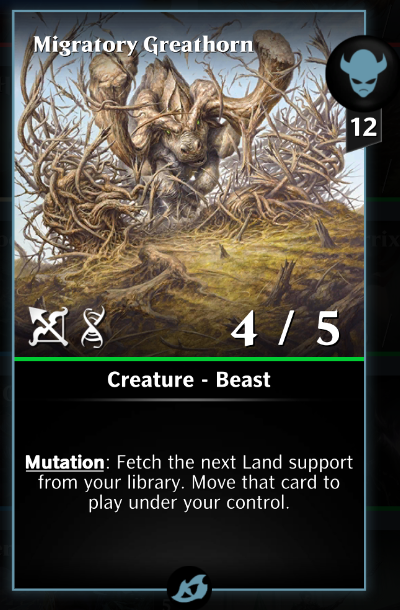 Migratory Greathorn
12
4 / 5
Creature - Beast
Mutation: Fetch the next Land support
from your library. Move that card to
play under your control.